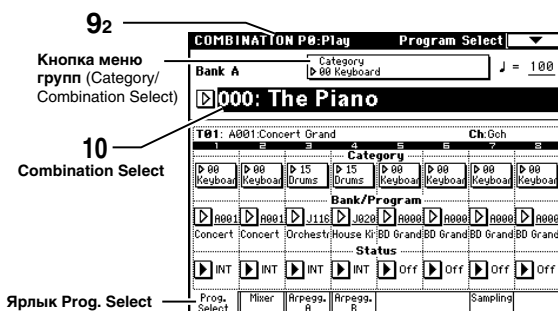 92
COMBINATION P0:Play Program Select
Кнопка меню
групп (Category/
Combination Select)
Bank A
Category
00 Keyboard
♩ = 100
000: The Piano
10
Combination Select
T01: A001:Concert Grand Ch:Gch
1 2 3 4 5 6 7 8
Category
00 00 15 15 00 00 00 00
Keyboar Keyboar Drums Drums Keyboar Keyboar Keyboar Keyboar
Bank/Program
A001 A001 J116 J020 A000 A000 A000 A000
Concert Concert Orchestr House Ki BD Grand BD Grand BD Grand BD Grand
Status
INT INT INT INT Off Off Off Off
Ярлык Prog. Select
Prog. Select Mixer Arpegg. A Arpegg. B Sampling